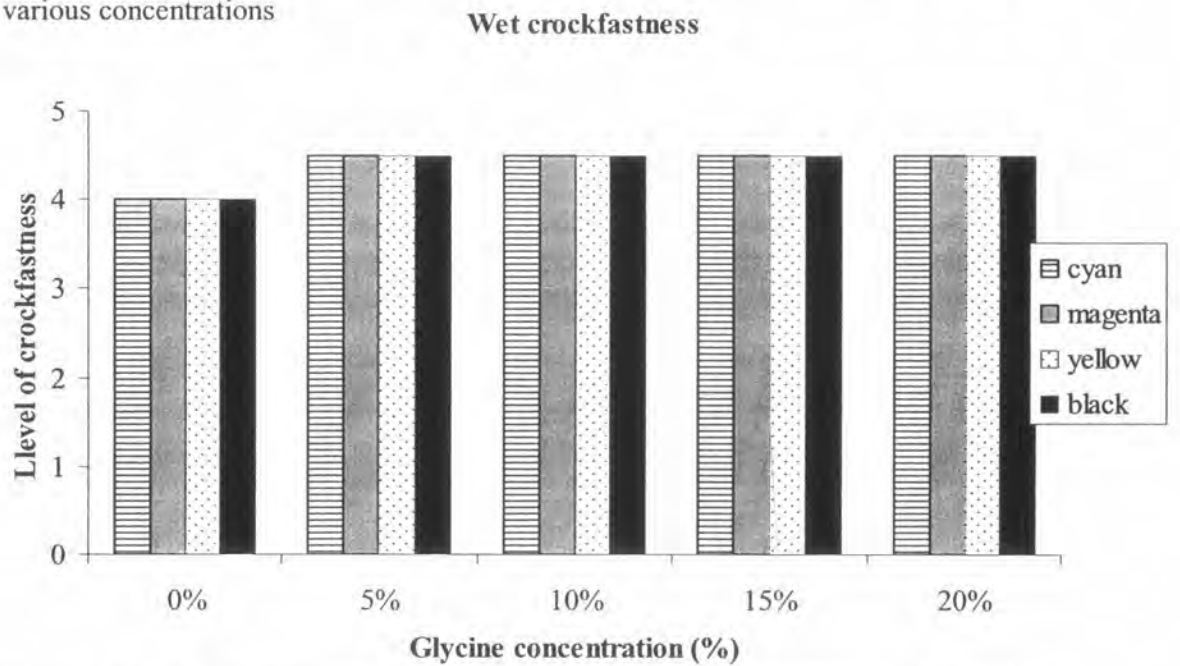 various concentrations
Wet crockfastness
5
4
3
2
1
0
Llevel of crockfastness
0% 5% 10% 15% 20%
Glycine concentration (%)
cyan
magenta
yellow
black